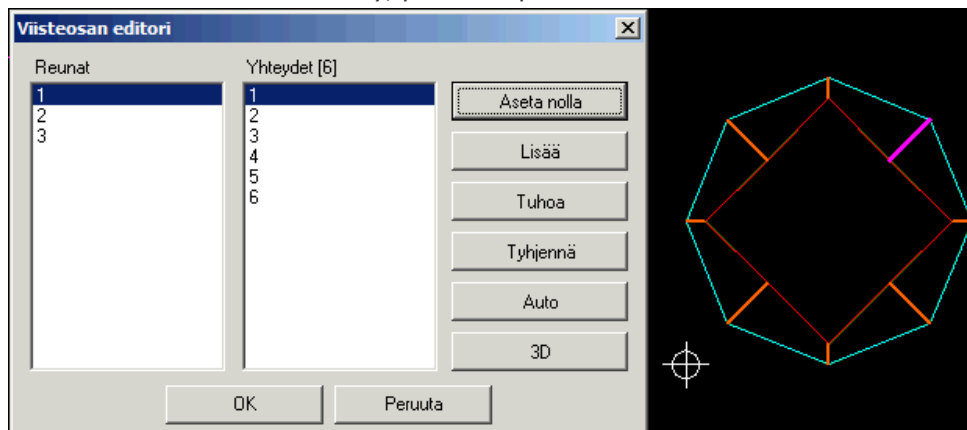 Viisteosan editori
Reunat
1
2
3
Yhteydet [6]
1
2
3
4
5
6
Aseta nolla
Lisää
Tuhoa
Tyhjennä
Auto
3D
OK
Peruuta